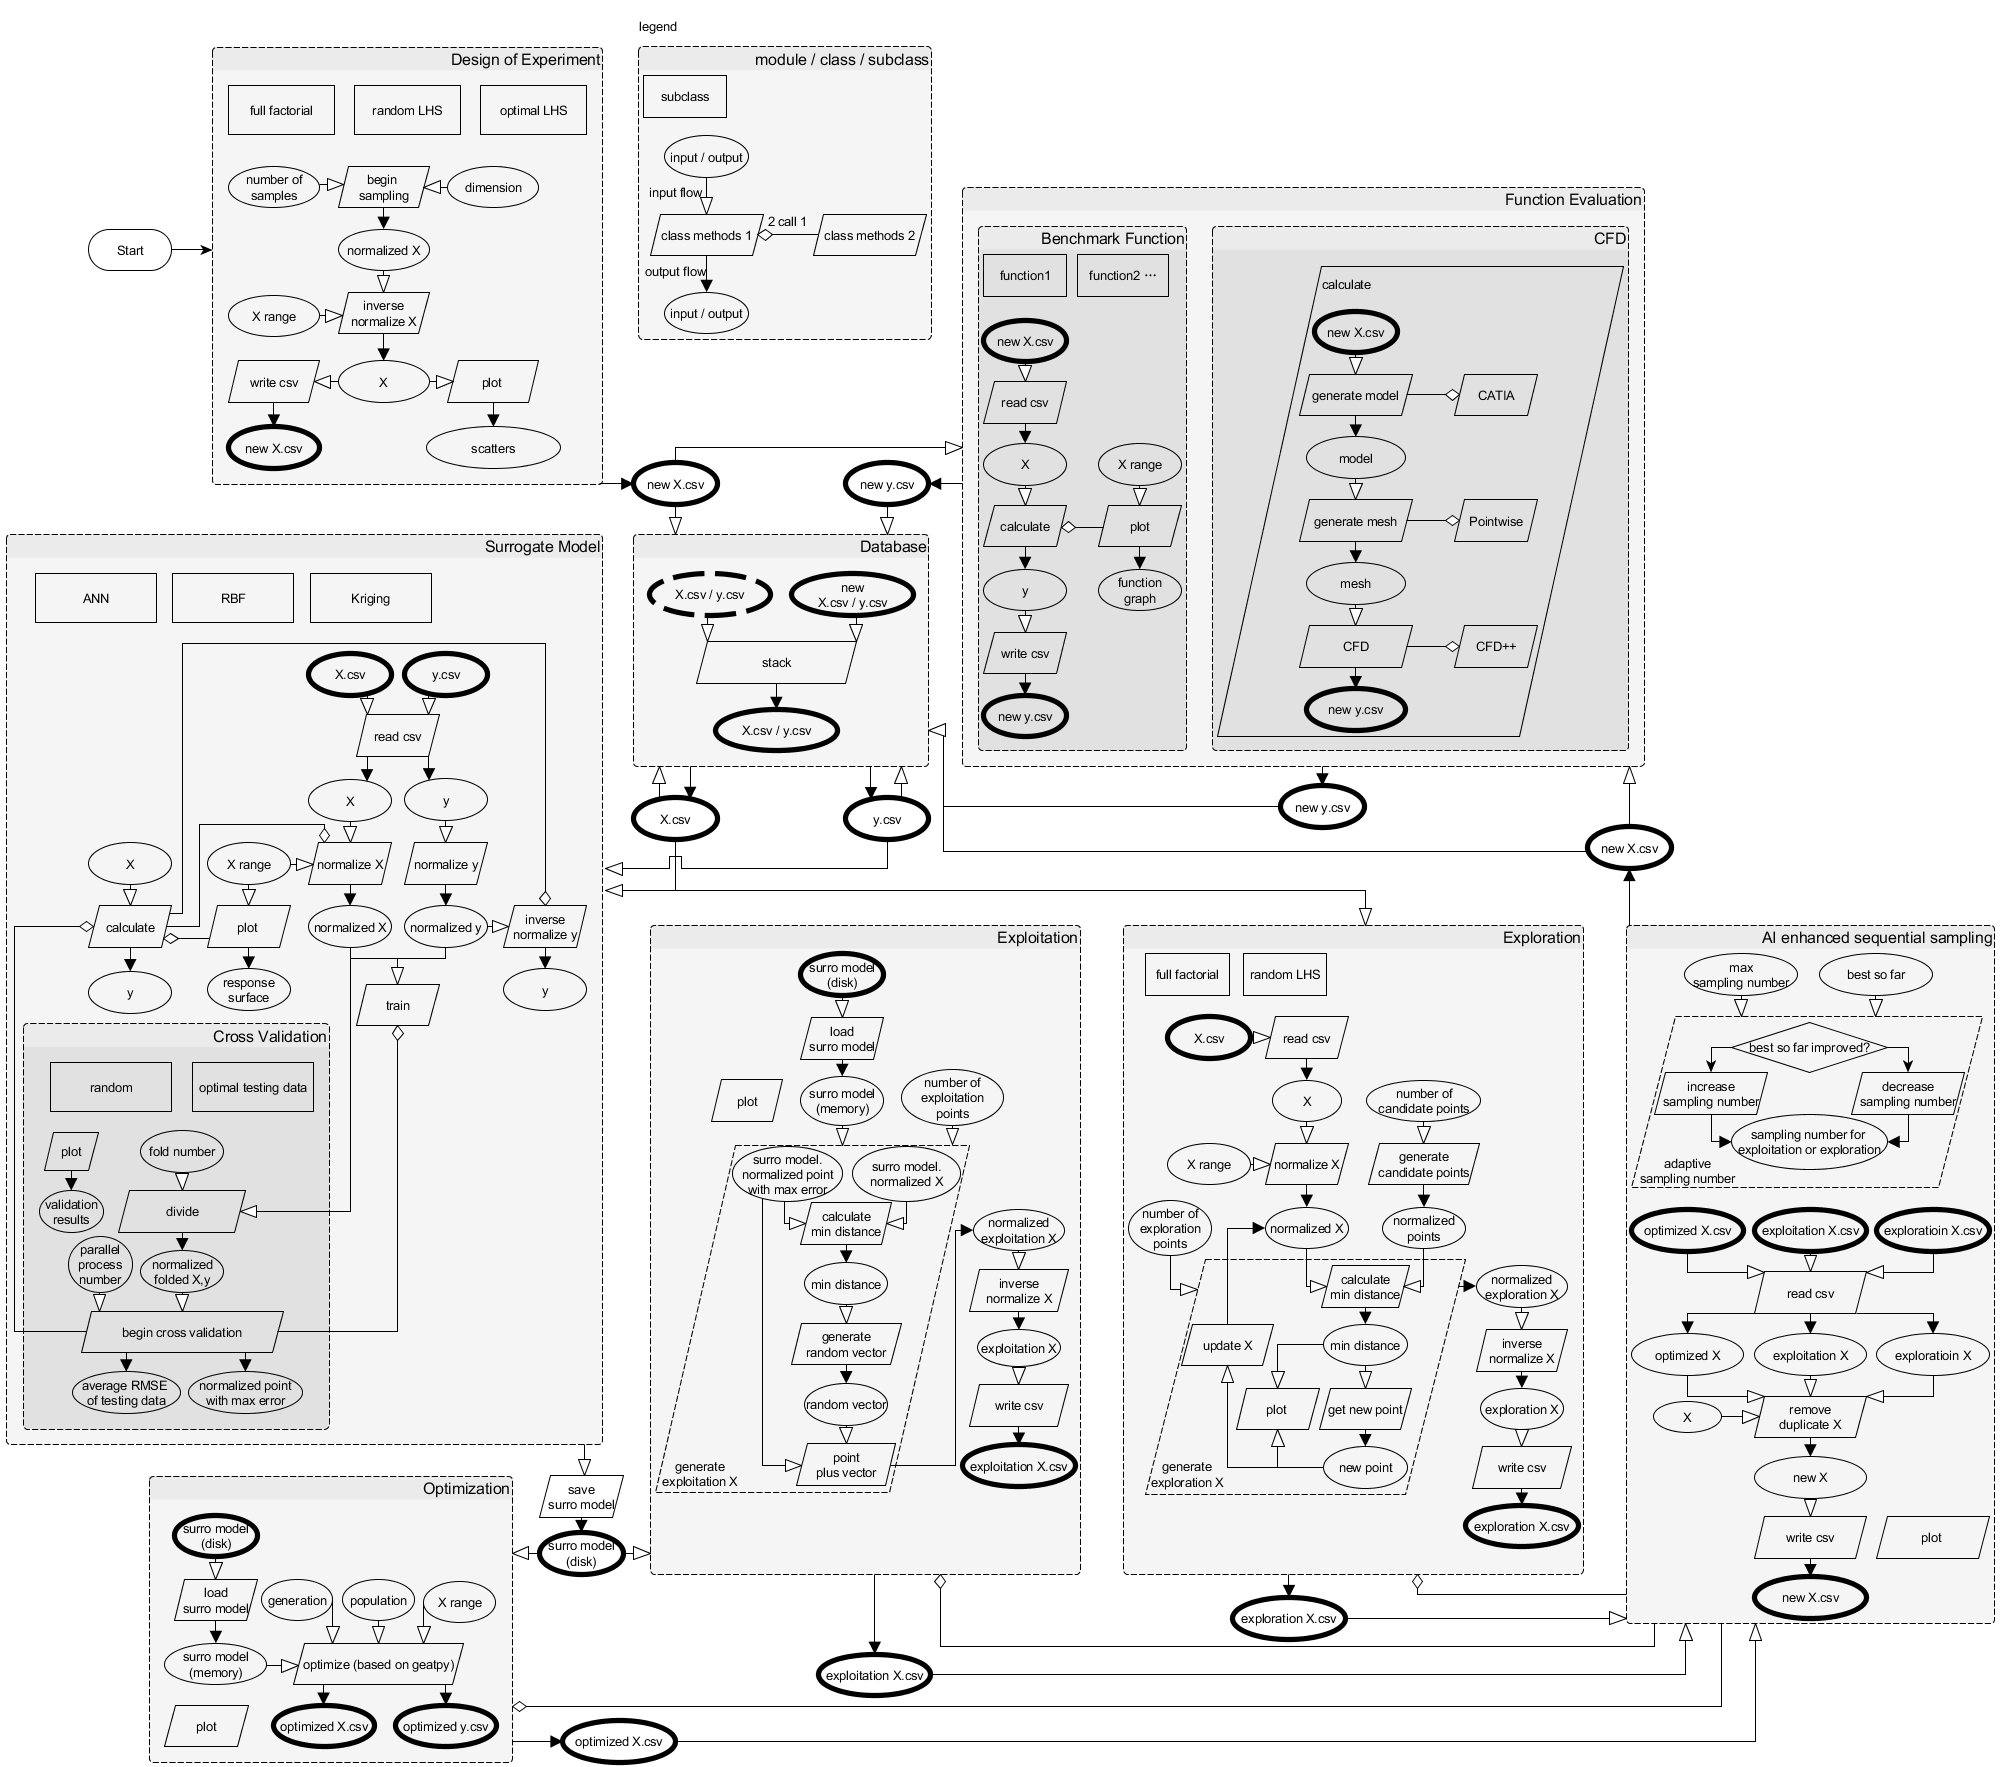 legend
Design of Experiment
full factorial
random LHS
optimal LHS
number of
samples
begin
sampling
dimension
normalized X
X range
inverse
normalize X
write csv
X
plot
new X.csv
scatters
Start
module / class / subclass
subclass
input / output
input flow
class methods 1
2 call 1
class methods 2
output flow
input / output
Function Evaluation
Benchmark Function
function1
function2 ⋯
new X.csv
read csv
X
X range
calculate
plot
y
function
graph
write csv
new y.csv
CFD
calculate
new X.csv
generate model
CATIA
model
generate mesh
Pointwise
mesh
CFD
CFD++
new y.csv
new X.csv
new y.csv
Database
X.csv / y.csv
new
X.csv / y.csv
stack
X.csv / y.csv
X.csv
y.csv
new y.csv
new X.csv
Surrogate Model
ANN
RBF
Kriging
X.csv
y.csv
read csv
X
y
X
X range
normalize X
normalize y
calculate
plot
normalized X
normalized y
inverse
normalize y
y
response
surface
train
y
Cross Validation
random
optimal testing data
plot
fold number
validation
results
divide
parallel
process
number
normalized
folded X,y
begin cross validation
average RMSE
of testing data
normalized point
with max error
save
surro model
surro model
(disk)
Optimization
surro model
(disk)
load
surro model
generation
population
X range
surro model
(memory)
optimize (based on geatpy)
plot
optimized X.csv
optimized y.csv
optimized X.csv
Exploitation
surro model
(disk)
load
surro model
plot
surro model
(memory)
number of
exploitation
points
surro model.
normalized point
with max error
surro model.
normalized X
calculate
min distance
min distance
generate
random vector
random vector
point
plus vector
generate
exploitation X
normalized
exploitation X
inverse
normalize X
exploitation X
write csv
exploitation X.csv
exploitation X.csv
Exploration
full factorial
random LHS
X.csv
read csv
X
number of
candidate points
X range
normalize X
generate
candidate points
number of
exploration
points
normalized X
normalized
points
calculate
min distance
update X
min distance
plot
get new point
new point
generate
exploration X
normalized
exploration X
inverse
normalize X
exploration X
write csv
exploration X.csv
exploration X.csv
AI enhanced sequential sampling
max
sampling number
best so far
best so far improved?
increase
sampling number
decrease
sampling number
sampling number for
exploitation or exploration
adaptive
sampling number
optimized X.csv
exploitation X.csv
exploratioin X.csv
read csv
optimized X
exploitation X
exploratioin X
X
remove
duplicate X
new X
write csv
plot
new X.csv